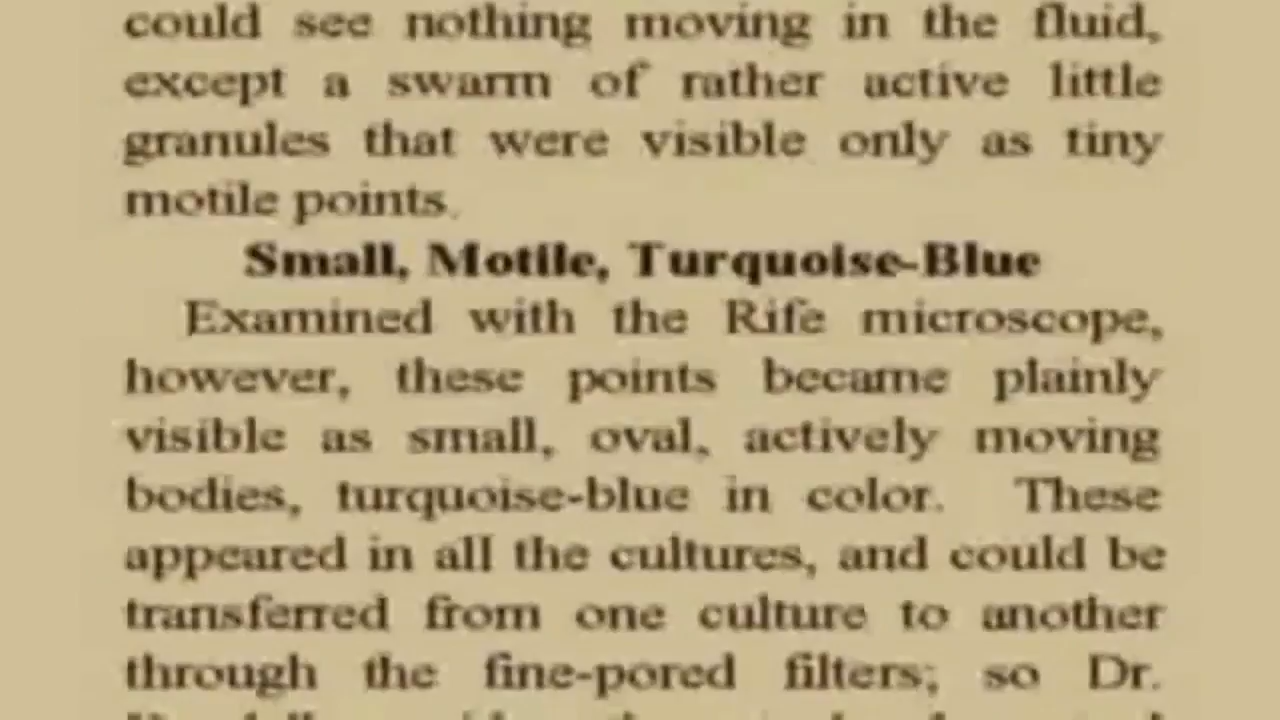 could see nothing moving in the fluid,
except a swarm of rather active little
granules that were visible only as tiny
motile points.
Small, Motile, Turquoise-Blue
Examined with the Rife microscope,
however, these points became plainly
visible as small, oval, actively moving
bodies, turquoise-blue in color. These
appeared in all the cultures, and could be
transferred from one culture to another
through the fine-pored filters; so Dr.